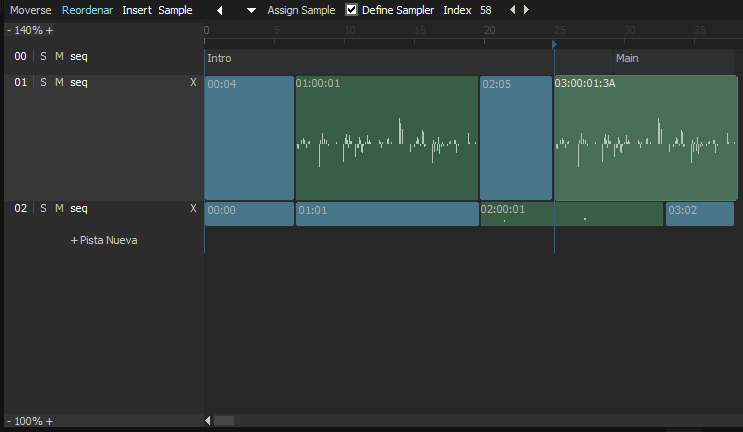 Moverse Reordenar Insert Sample Assign Sample Define Sampler Index 58
- 140% + 0 5 10 15 20 25 30 35
00 S M seq Intro Main
01 S M seq X 00:04 01:00:01 02:05 03:00:01:3A
02 S M seq X 00:00 01:01 02:00:01 03:02
+ Pista Nueva
- 100% +